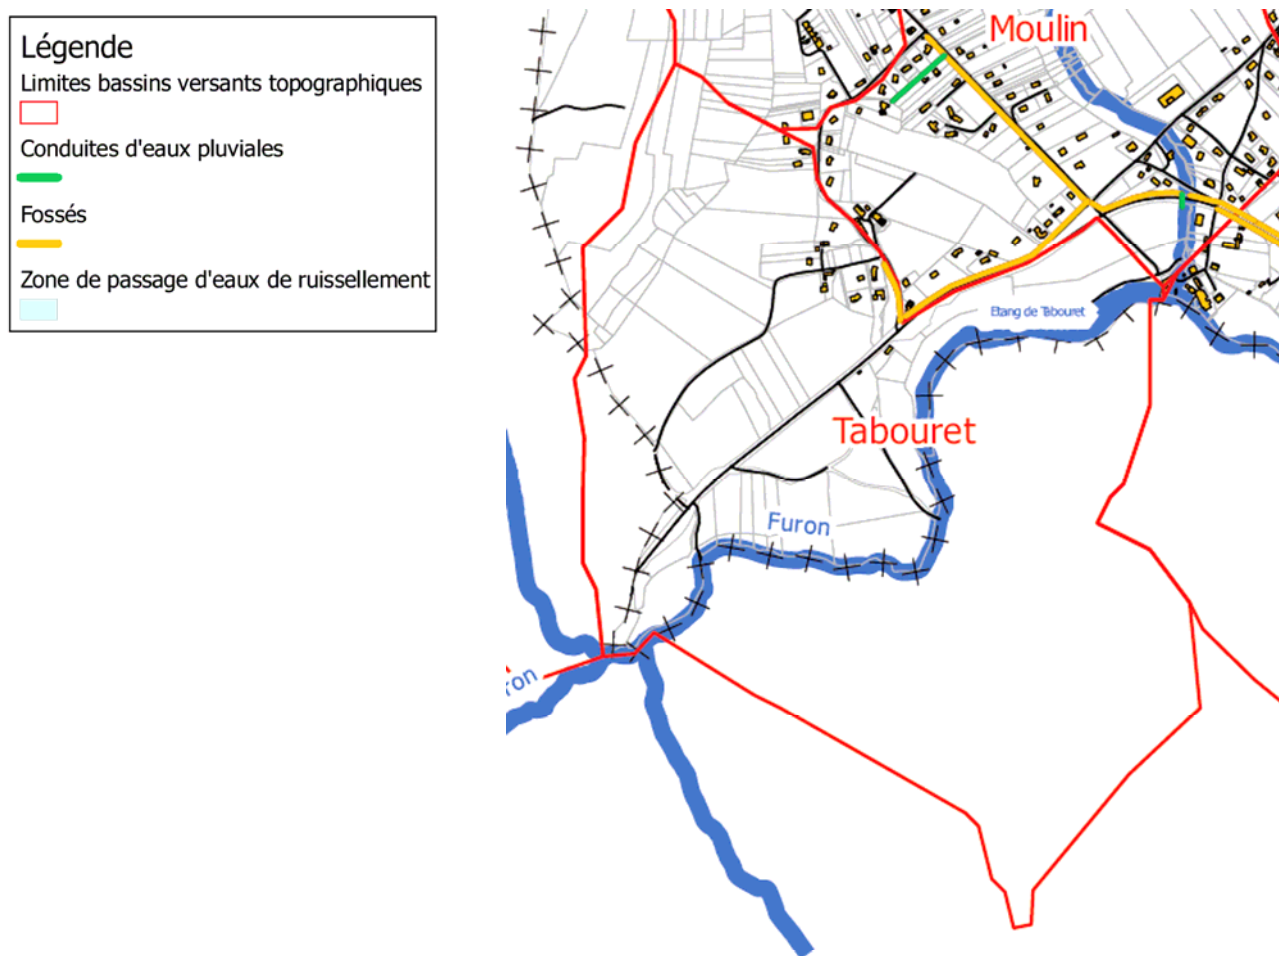 Légende
Limites bassins versants topographiques
Conduites d'eaux pluviales
Fossés
Zone de passage d'eaux de ruissellement
Moulin
Etang de Tabouret
Tabouret
Furon
ron